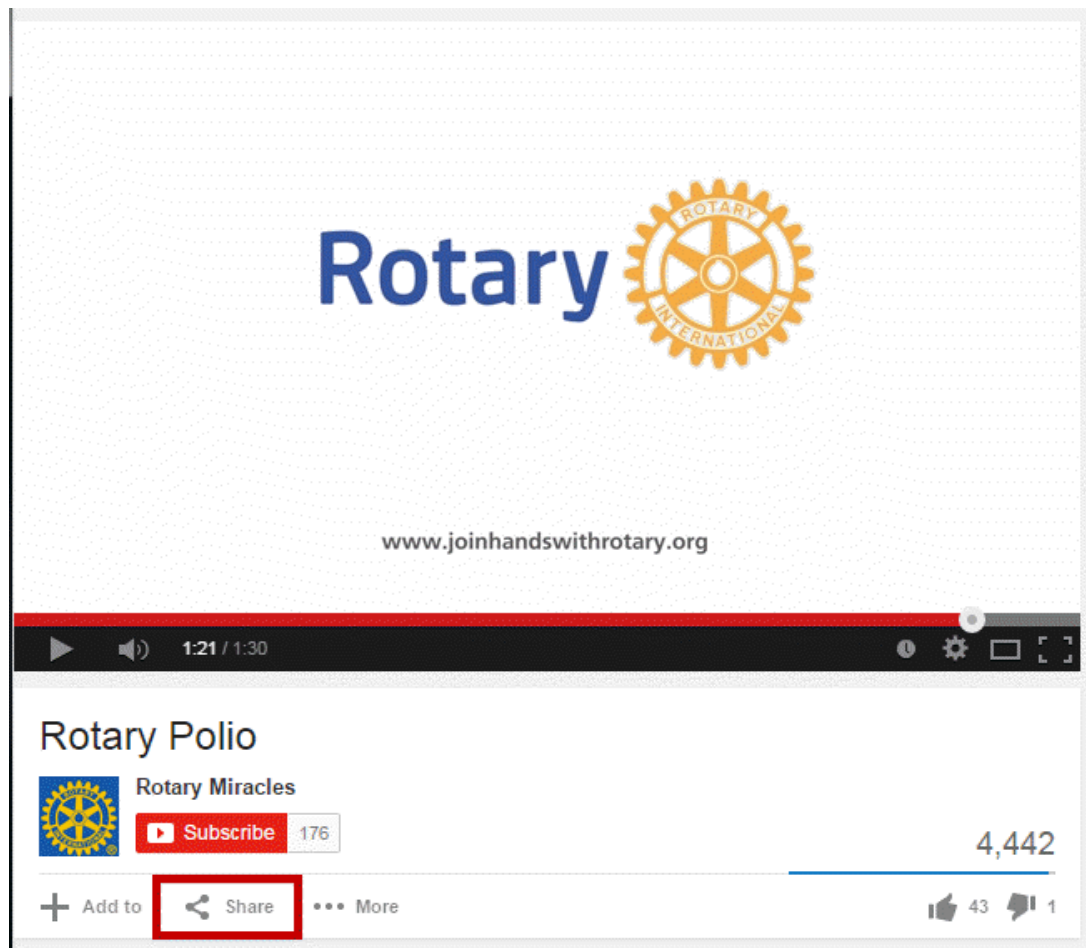 Rotary
ROTARY
INTERNATIONAL
www.joinhandswithrotary.org
1:21 / 1:30
Rotary Polio
Rotary Miracles
Subscribe 176
4,442
Add to Share More 43 1